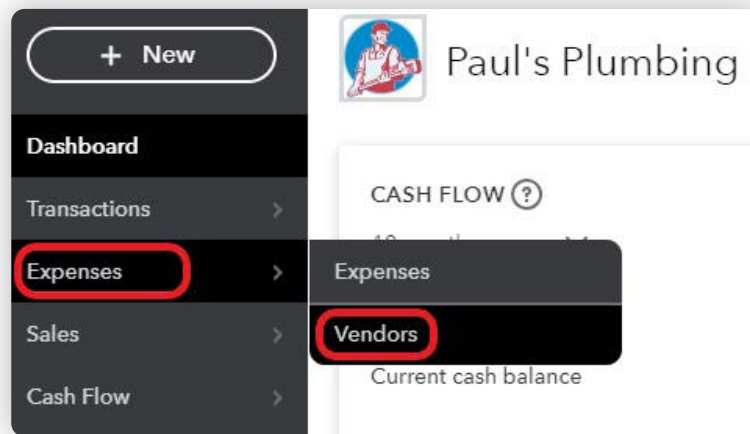 + New
Paul's Plumbing
Dashboard
Transactions
CASH FLOW ?
Expenses
Expenses
Sales
Vendors
Cash Flow
Current cash balance